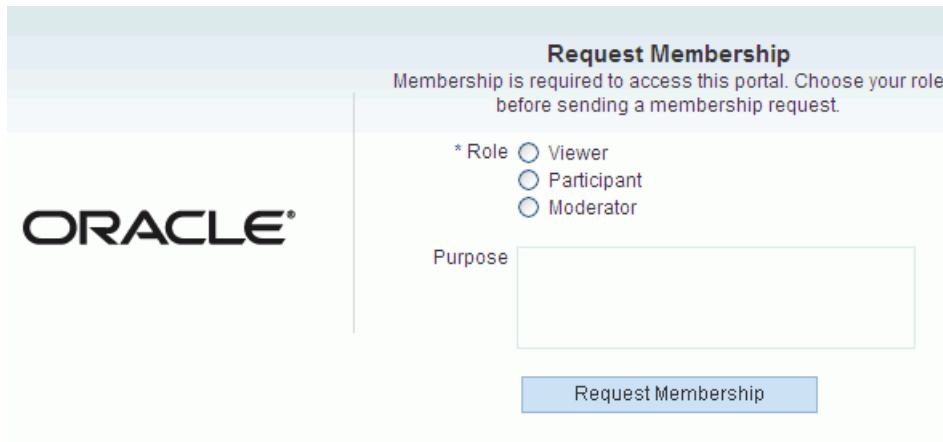 Request Membership
Membership is required to access this portal. Choose your role
before sending a membership request.
* Role
Viewer
Participant
Moderator
ORACLE®
Purpose
Request Membership